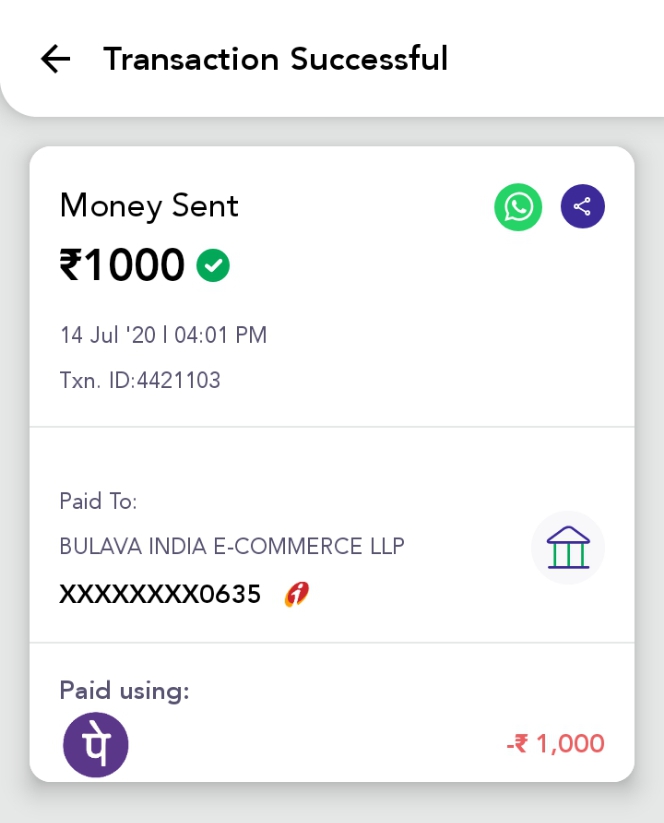 Transaction Successful
Money Sent
₹1000
14 Jul '20 l 04:01 PM
Txn. ID:4421103
Paid To:
BULAVA INDIA E-COMMERCE LLP
XXXXXXXX0635
Paid using:
पे
-₹ 1,000